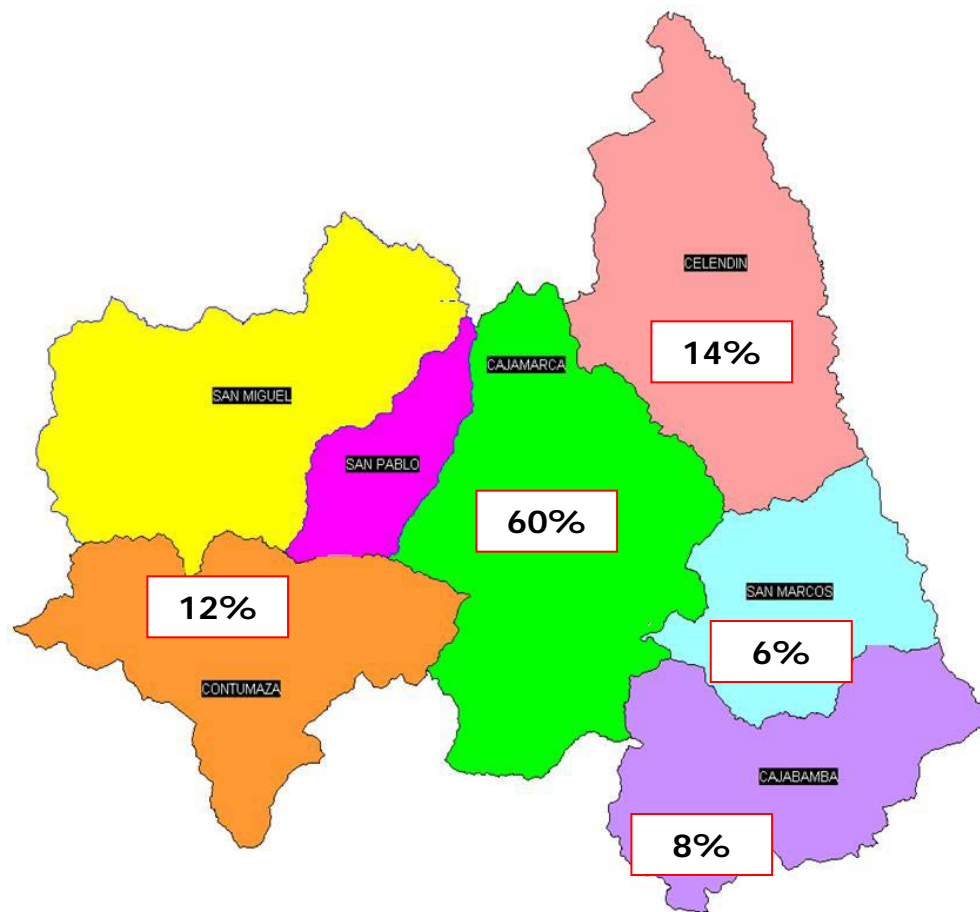 CELENDIN
14%
CAJAMARCA
SAN MIGUEL
SAN PABLO
60%
12%
SAN MARCOS
6%
CONTUMAZA
CAJABAMBA
8%